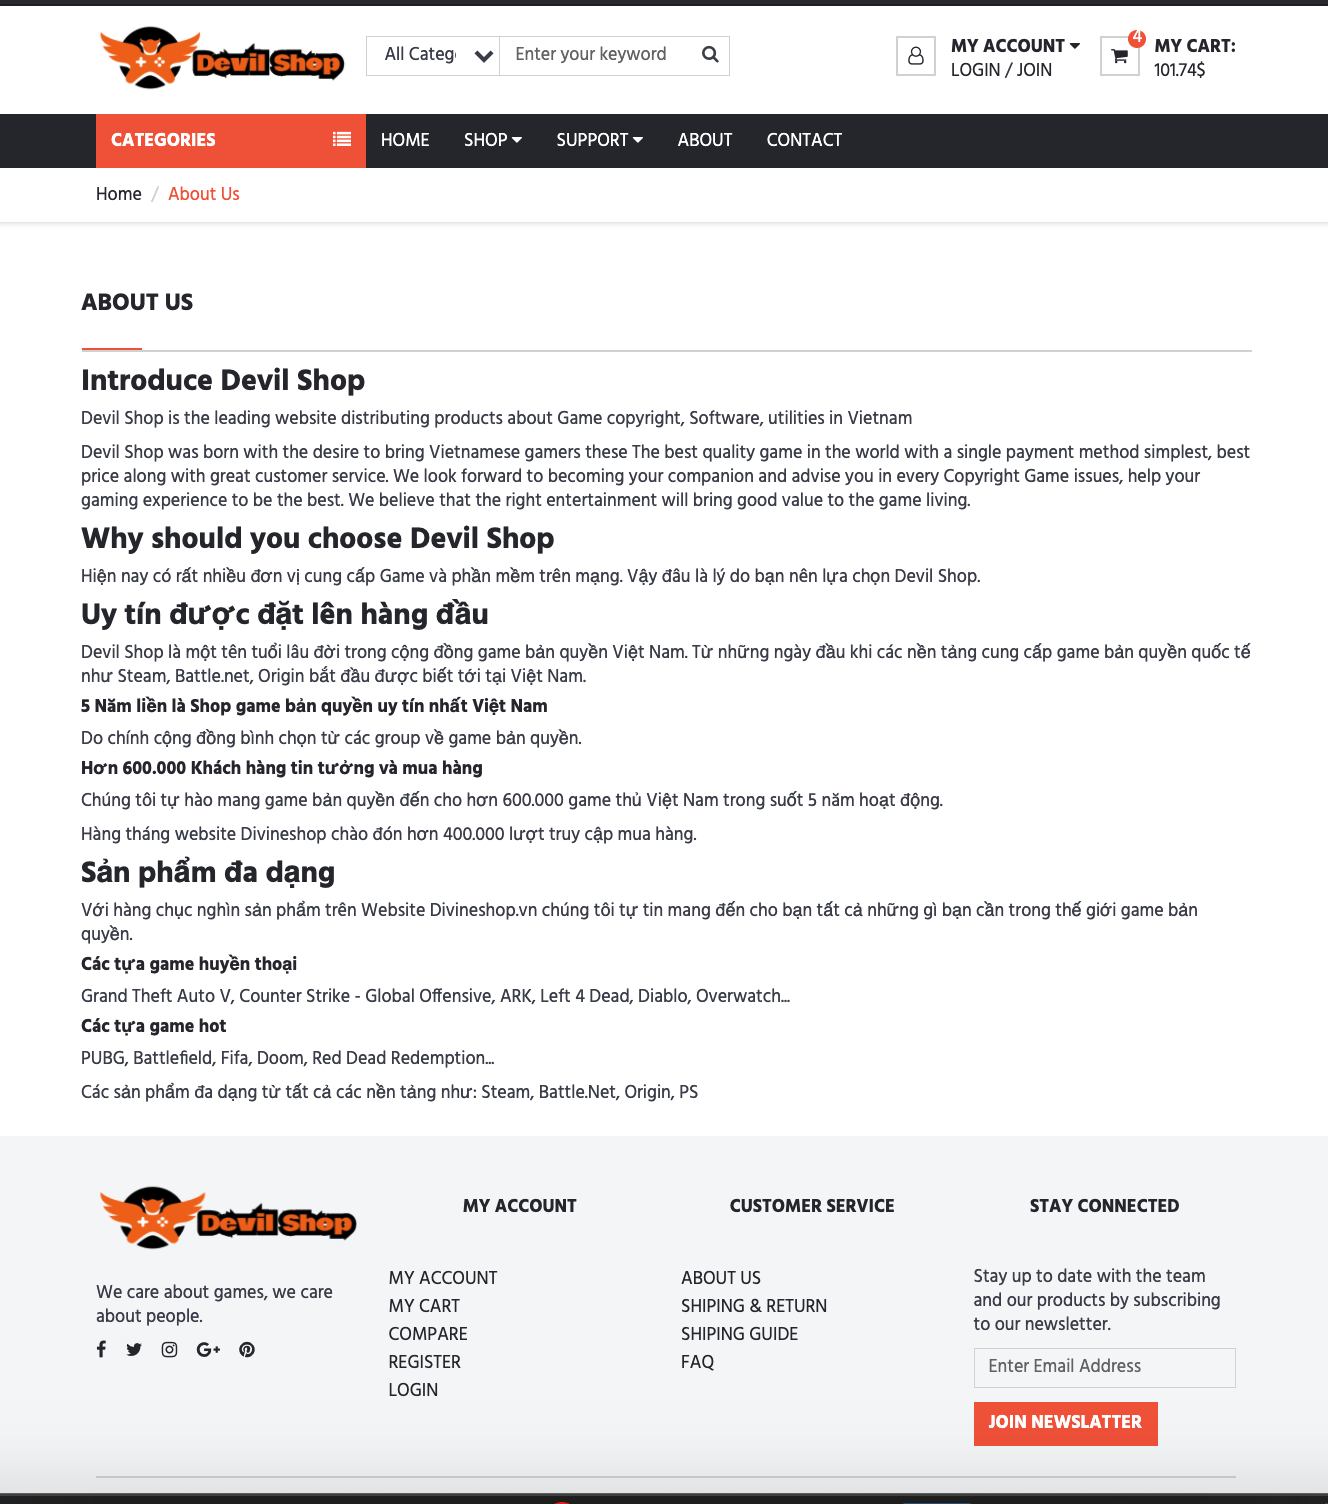 Devil Shop
All Categ
Enter your keyword
MY ACCOUNT
LOGIN / JOIN
4
MY CART:
101.74$
CATEGORIES
HOME
SHOP
SUPPORT
ABOUT
CONTACT
Home / About Us
ABOUT US
Introduce Devil Shop
Devil Shop is the leading website distributing products about Game copyright, Software, utilities in Vietnam
Devil Shop was born with the desire to bring Vietnamese gamers these The best quality game in the world with a single payment method simplest, best
price along with great customer service. We look forward to becoming your companion and advise you in every Copyright Game issues, help your
gaming experience to be the best. We believe that the right entertainment will bring good value to the game living.
Why should you choose Devil Shop
Hiện nay có rất nhiều đơn vị cung cấp Game và phần mềm trên mạng. Vậy đâu là lý do bạn nên lựa chọn Devil Shop.
Uy tín được đặt lên hàng đầu
Devil Shop là một tên tuổi lâu đời trong cộng đồng game bản quyền Việt Nam. Từ những ngày đầu khi các nền tảng cung cấp game bản quyền quốc tế
như Steam, Battle.net, Origin bắt đầu được biết tới tại Việt Nam.
5 Năm liền là Shop game bản quyền uy tín nhất Việt Nam
Do chính cộng đồng bình chọn từ các group về game bản quyền.
Hơn 600.000 Khách hàng tin tưởng và mua hàng
Chúng tôi tự hào mang game bản quyền đến cho hơn 600.000 game thủ Việt Nam trong suốt 5 năm hoạt động.
Hàng tháng website Divineshop chào đón hơn 400.000 lượt truy cập mua hàng.
Sản phẩm đa dạng
Với hàng chục nghìn sản phẩm trên Website Divineshop.vn chúng tôi tự tin mang đến cho bạn tất cả những gì bạn cần trong thế giới game bản
quyền.
Các tựa game huyền thoại
Grand Theft Auto V, Counter Strike - Global Offensive, ARK, Left 4 Dead, Diablo, Overwatch...
Các tựa game hot
PUBG, Battlefield, Fifa, Doom, Red Dead Redemption...
Các sản phẩm đa dạng từ tất cả các nền tảng như: Steam, Battle.Net, Origin, PS
Devil Shop
We care about games, we care
about people.
MY ACCOUNT
MY ACCOUNT
MY CART
COMPARE
REGISTER
LOGIN
CUSTOMER SERVICE
ABOUT US
SHIPING & RETURN
SHIPING GUIDE
FAQ
STAY CONNECTED
Stay up to date with the team
and our products by subscribing
to our newsletter.
Enter Email Address
JOIN NEWSLATTER